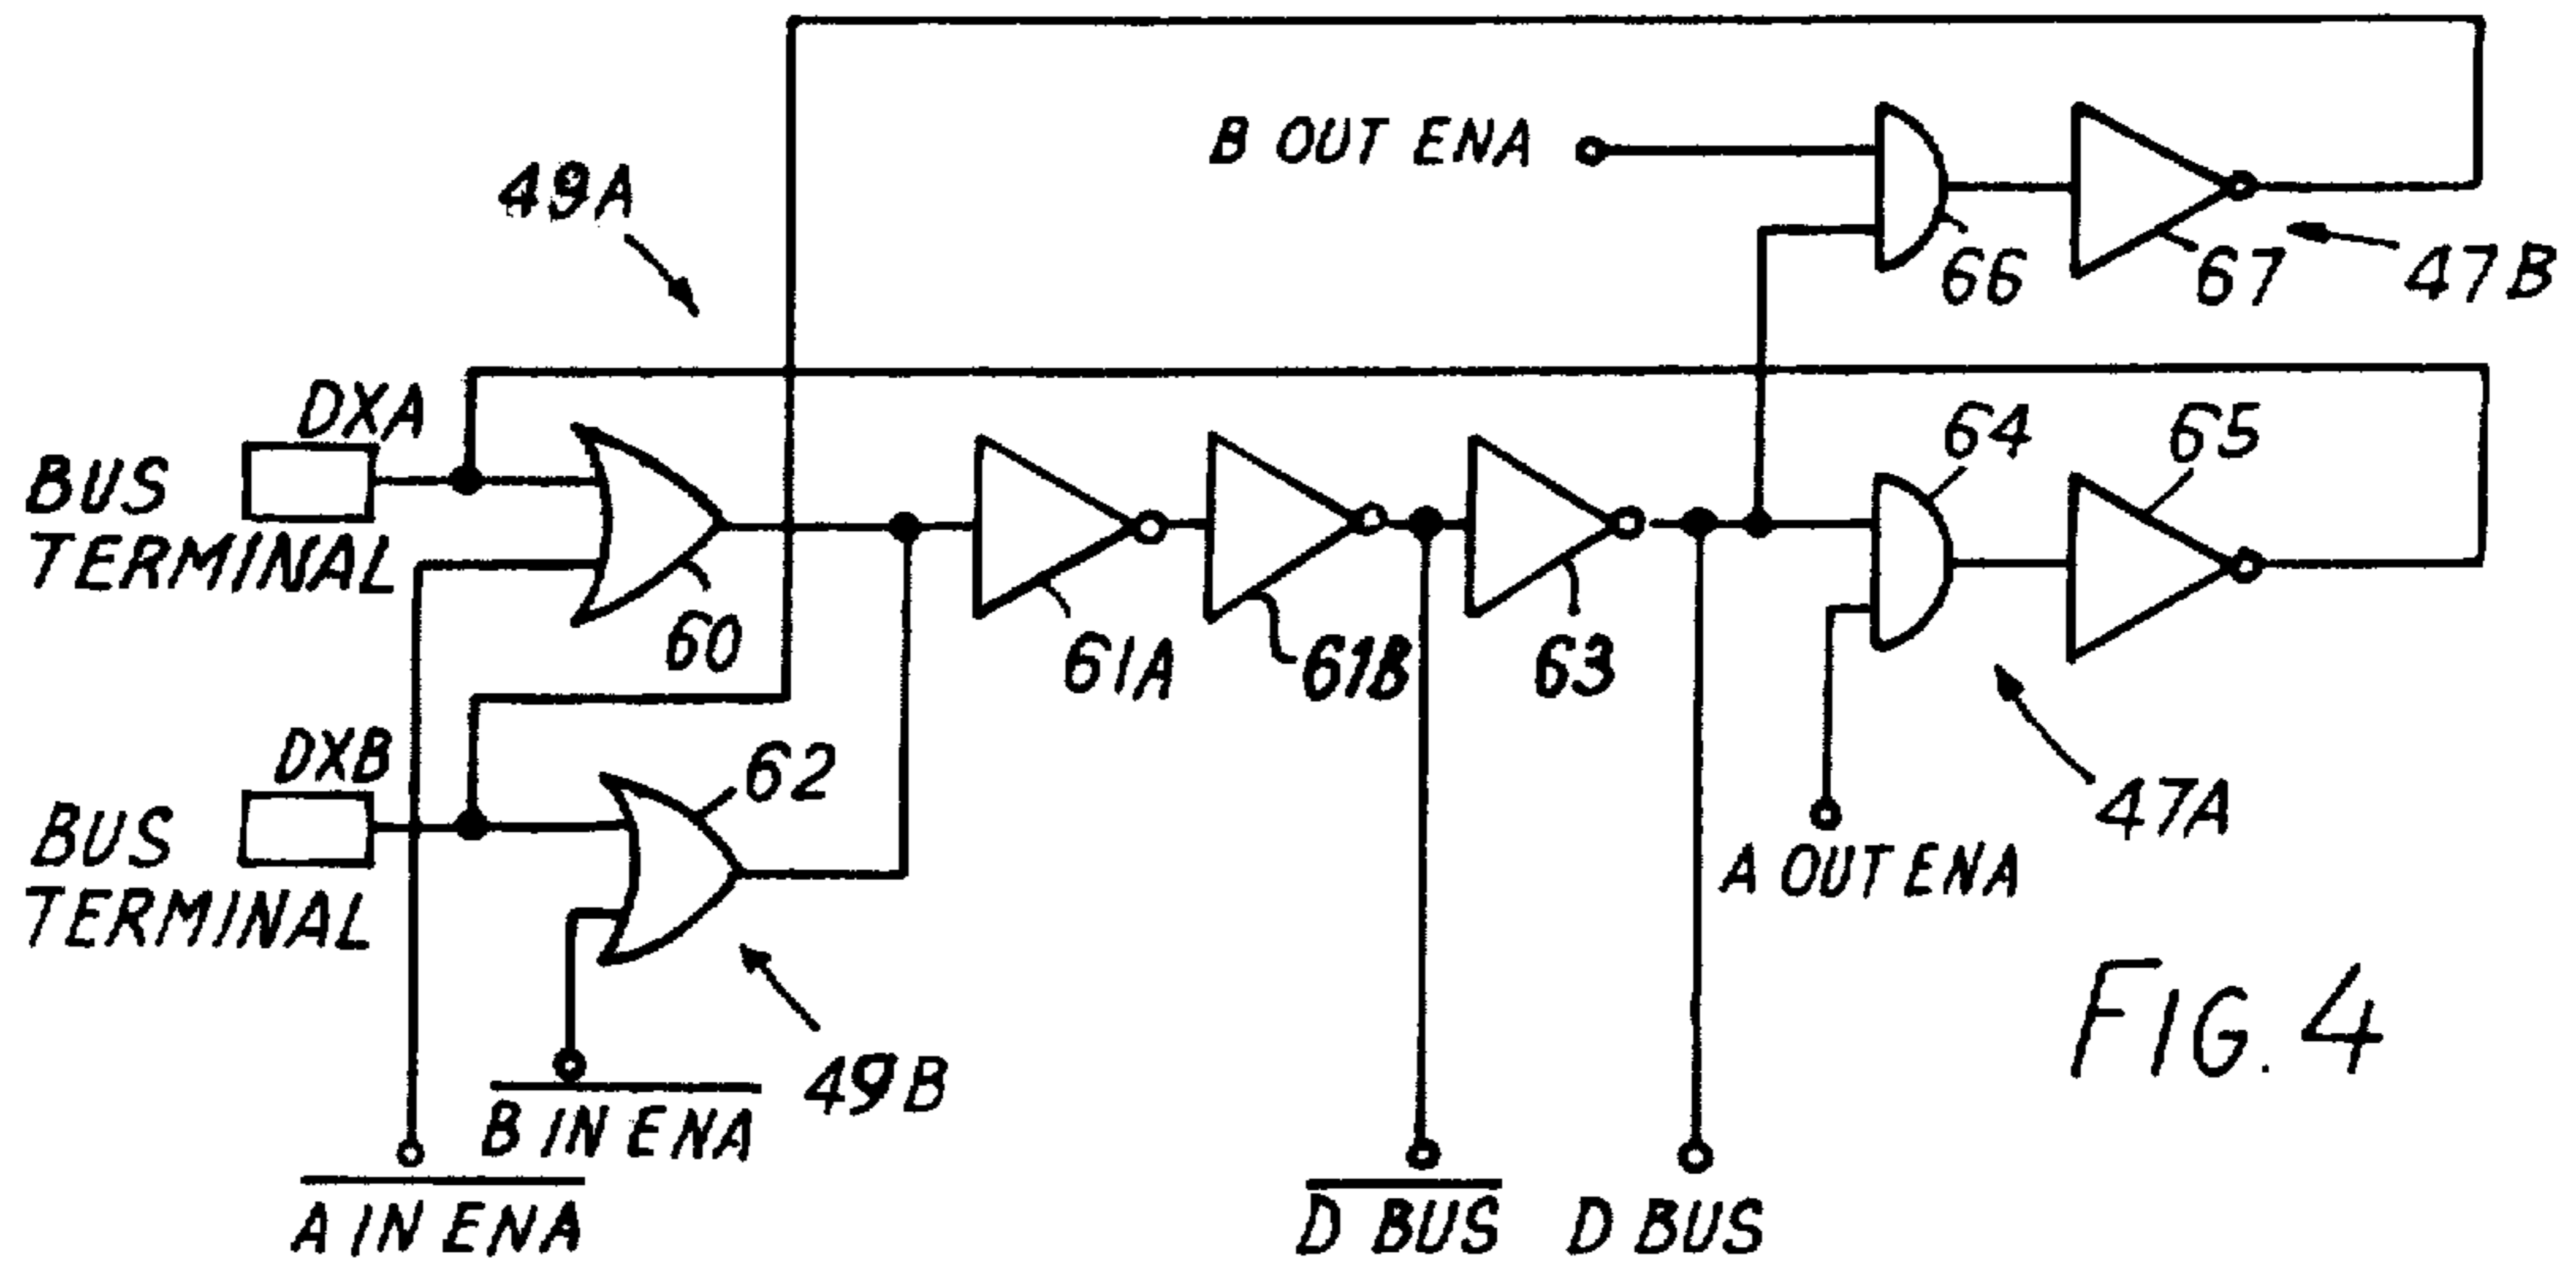 B OUT ENA
66
67
47B
49A
DXA
BUS
TERMINAL
60
61A
61B
63
64
65
47A
A OUT ENA
DXB
BUS
TERMINAL
62
49B
B IN ENA
A IN ENA
D BUS
D BUS
FIG. 4